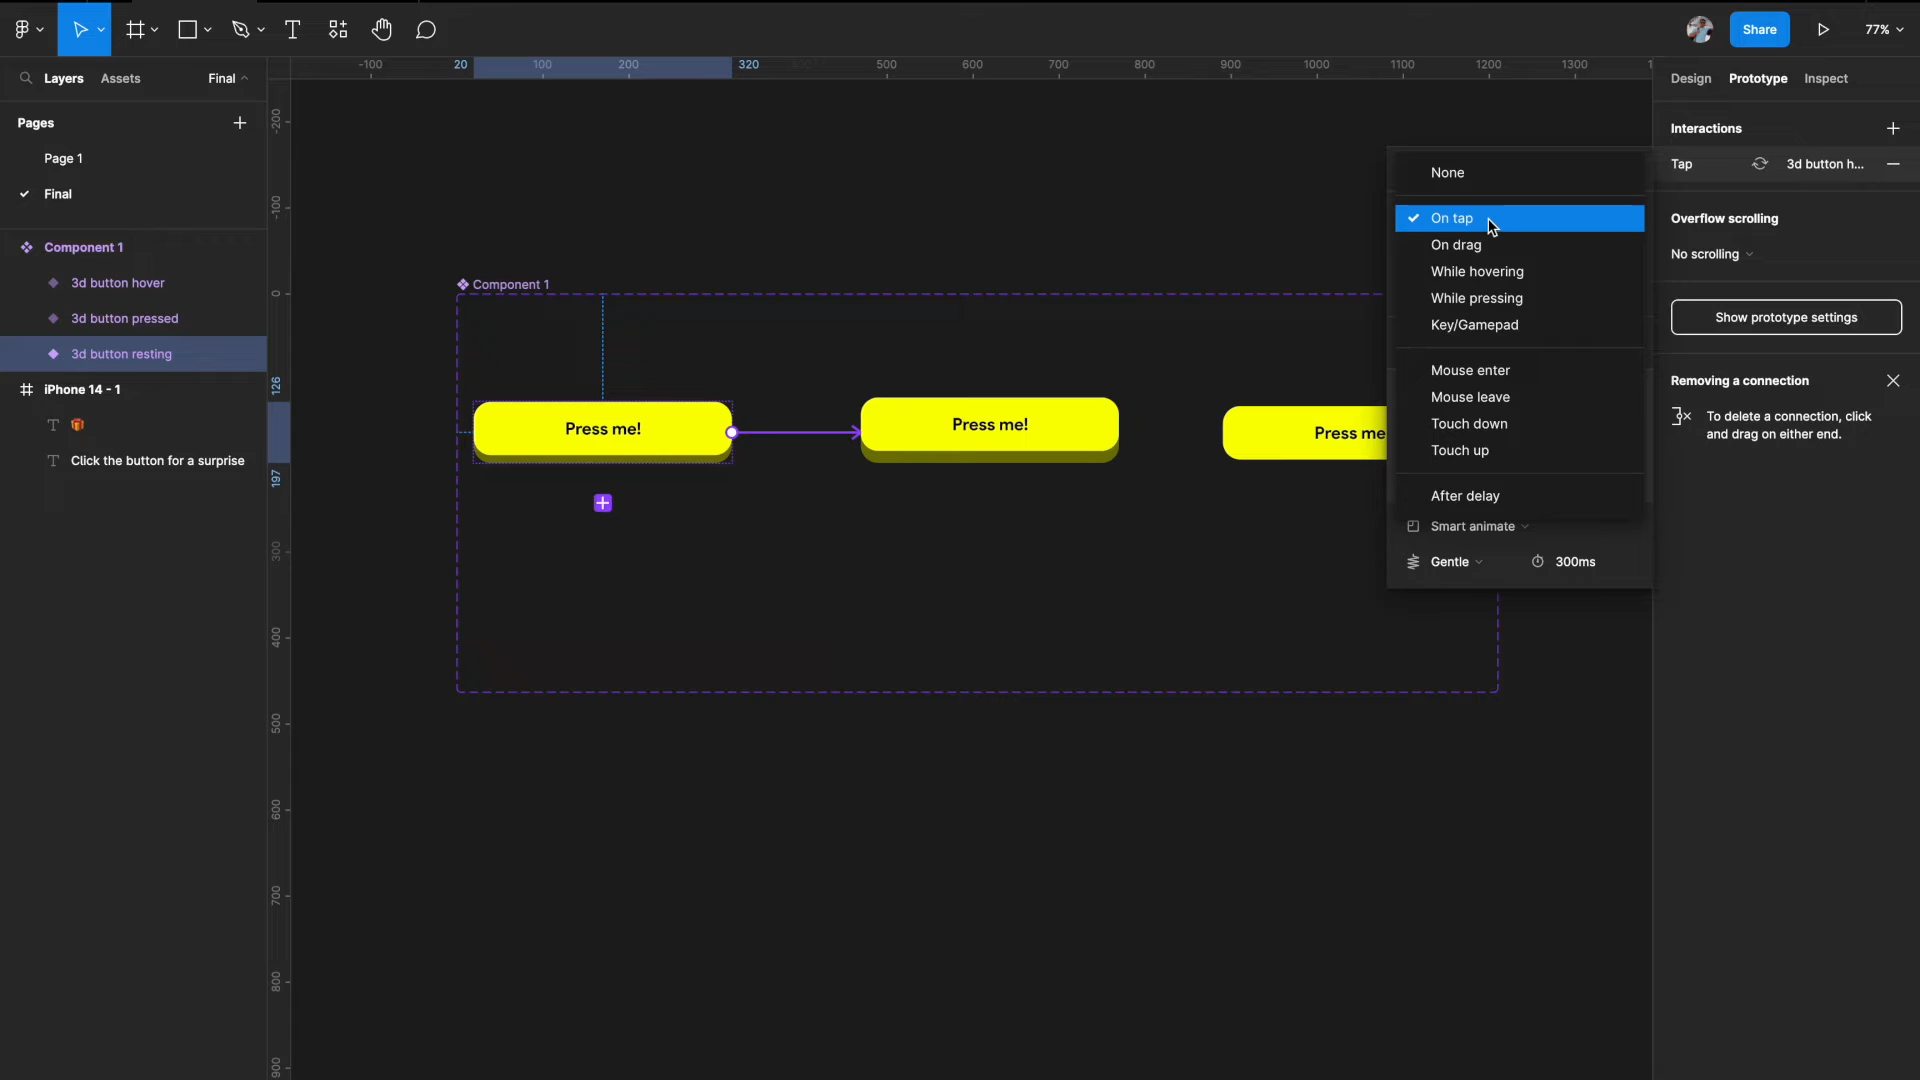 Share
77%
Layers
Assets
Final
-100
20
100
200
320
500
600
700
800
900
1000
1100
1200
1300
Design
Prototype
Inspect
Pages
Page 1
Final
Component 1
3d button hover
3d button pressed
3d button resting
iPhone 14 - 1
Click the button for a surprise
-200
-100
0
126
197
300
400
500
600
700
800
900
Component 1
Press me!
Press me!
Press me
None
On tap
On drag
While hovering
While pressing
Key/Gamepad
Mouse enter
Mouse leave
Touch down
Touch up
After delay
Smart animate
Gentle
300ms
Interactions
Tap
3d button h...
Overflow scrolling
No scrolling
Show prototype settings
Removing a connection
To delete a connection, click
and drag on either end.